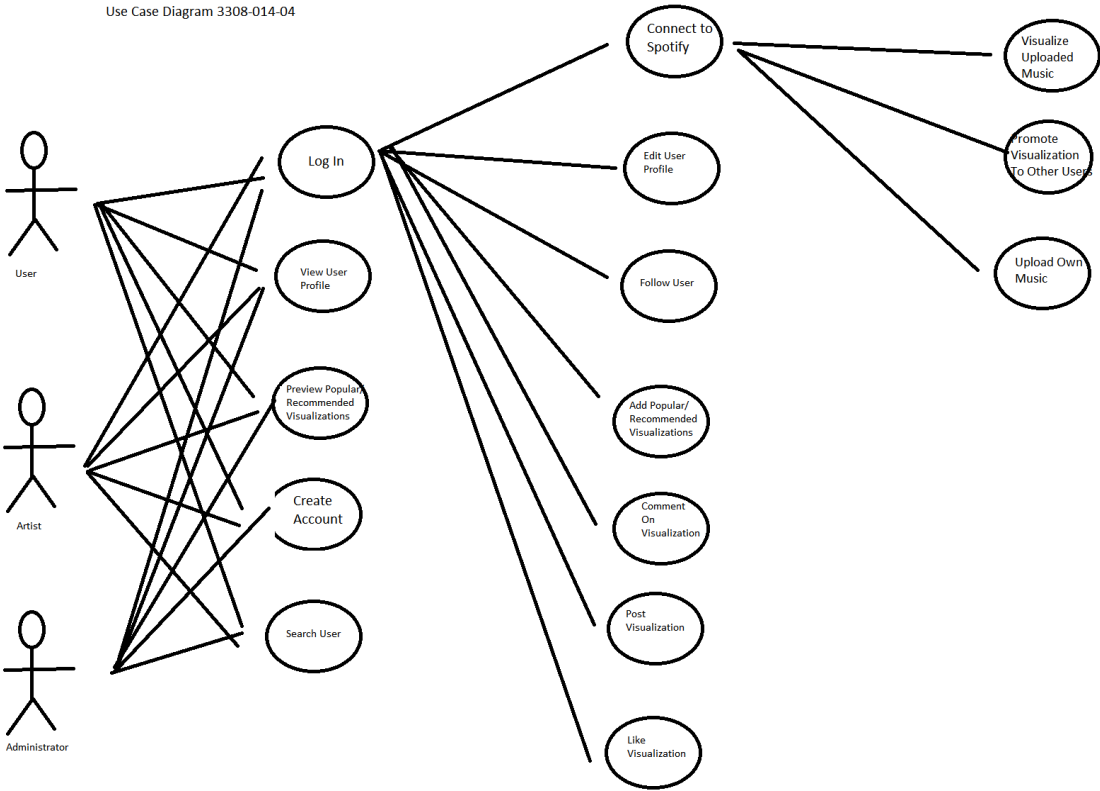 Use Case Diagram 3308-014-04
Connect to
Spotify
Visualize
Uploaded
Music
Log In
Edit User
Profile
Promote
Visualization
To Other Users
User
View User
Profile
Follow User
Upload Own
Music
Preview Popular/
Recommended
Visualizations
Add Popular/
Recommended
Visualizations
Artist
Create
Account
Comment
On
Visualization
Search User
Post
Visualization
Administrator
Like
Visualization